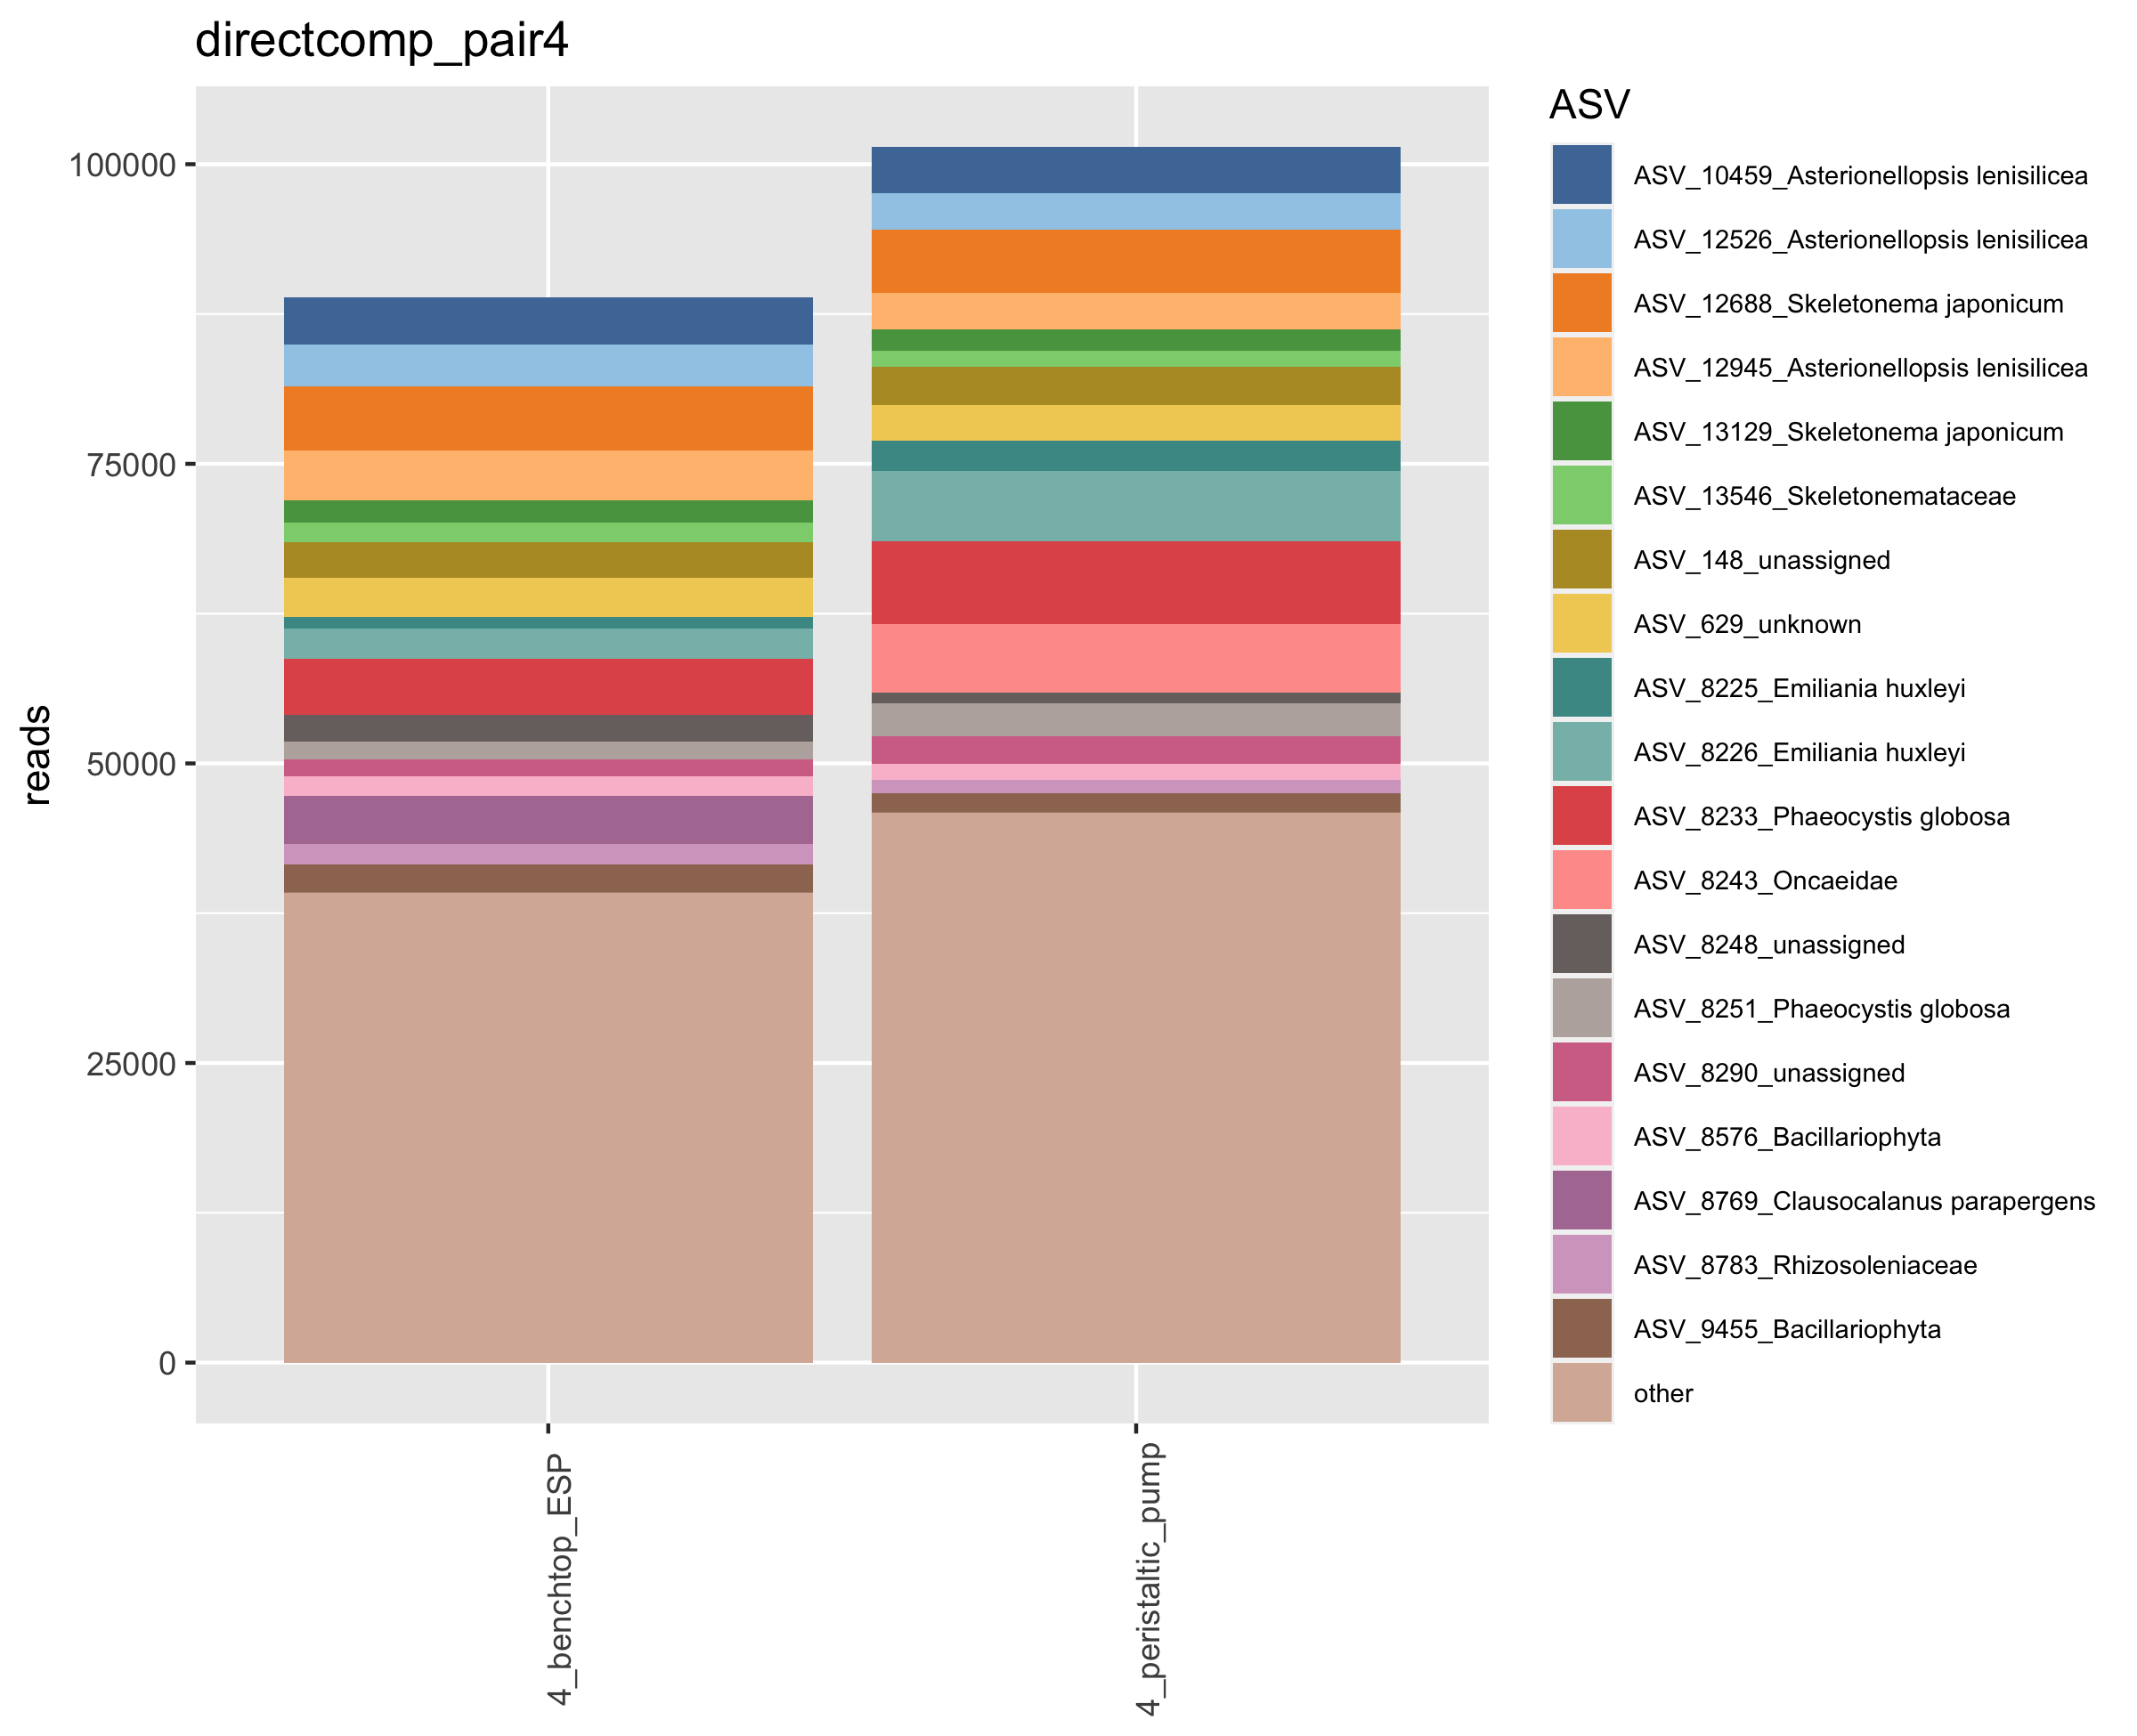 directcomp_pair4
reads
100000
75000
50000
25000
0
4_benchtop_ESP
4_peristaltic_pump
ASV
ASV_10459_Asterionellopsis lenisilicea
ASV_12526_Asterionellopsis lenisilicea
ASV_12688_Skeletonema japonicum
ASV_12945_Asterionellopsis lenisilicea
ASV_13129_Skeletonema japonicum
ASV_13546_Skeletonemataceae
ASV_148_unassigned
ASV_629_unknown
ASV_8225_Emiliania huxleyi
ASV_8226_Emiliania huxleyi
ASV_8233_Phaeocystis globosa
ASV_8243_Oncaeidae
ASV_8248_unassigned
ASV_8251_Phaeocystis globosa
ASV_8290_unassigned
ASV_8576_Bacillariophyta
ASV_8769_Clausocalanus parapergens
ASV_8783_Rhizosoleniaceae
ASV_9455_Bacillariophyta
other